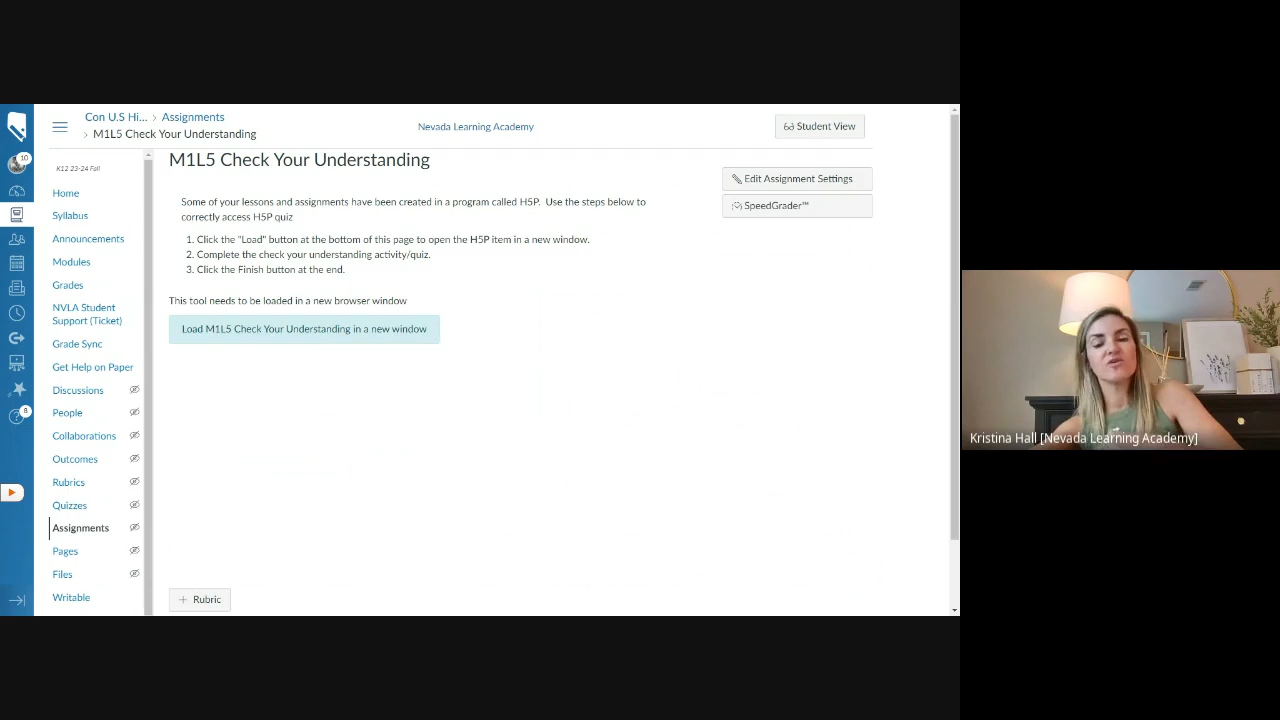 Con U.S Hi... › Assignments
› M1L5 Check Your Understanding
Nevada Learning Academy
Student View
10
K12 23-24 Fall
Home
Syllabus
Announcements
Modules
Grades
NVLA Student
Support (Ticket)
Grade Sync
Get Help on Paper
Discussions
People
Collaborations
Outcomes
Rubrics
Quizzes
Assignments
Pages
Files
Writable
8
M1L5 Check Your Understanding
Edit Assignment Settings
SpeedGrader™
Some of your lessons and assignments have been created in a program called H5P. Use the steps below to
correctly access H5P quiz
1. Click the "Load" button at the bottom of this page to open the H5P item in a new window.
2. Complete the check your understanding activity/quiz.
3. Click the Finish button at the end.
This tool needs to be loaded in a new browser window
Load M1L5 Check Your Understanding in a new window
+ Rubric
Kristina Hall [Nevada Learning Academy]